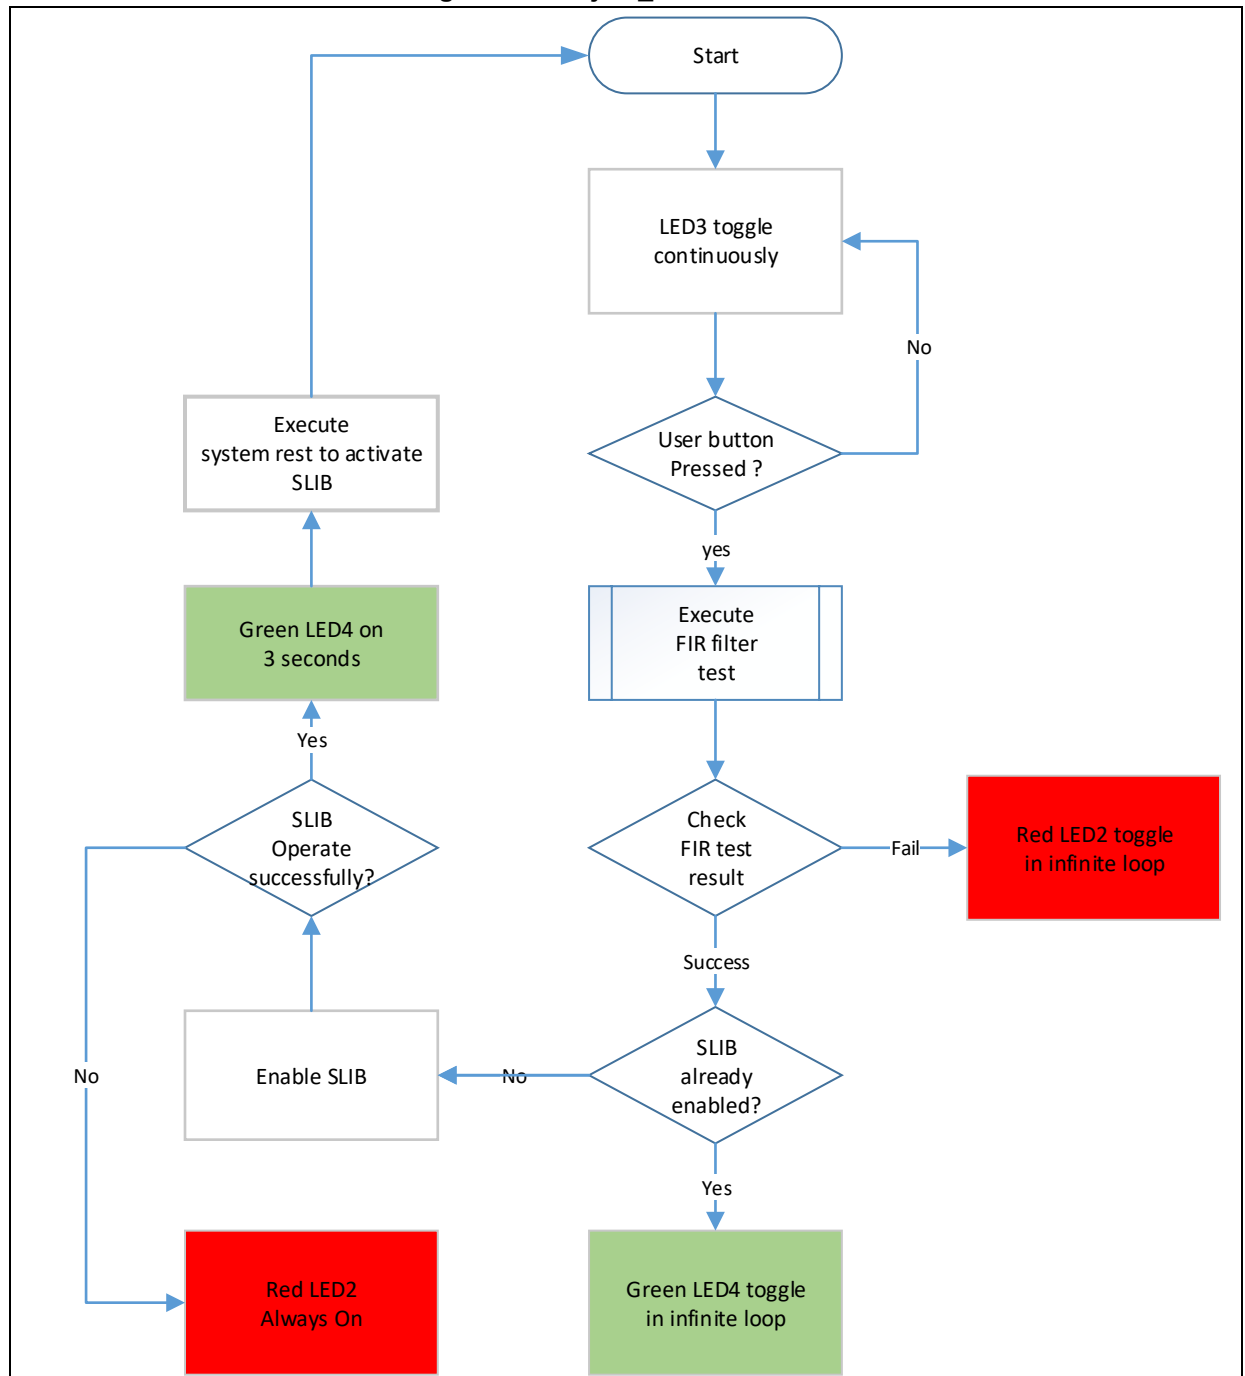 Start
LED3 toggle
continuously
No
User button
Pressed ?
yes
Execute
system rest to activate
SLIB
Green LED4 on
3 seconds
Execute
FIR filter
test
Yes
SLIB
Operate
successfully?
Check
FIR test
result
Fail
Red LED2 toggle
in infinite loop
Success
No
Enable SLIB
No
SLIB
already
enabled?
Yes
Red LED2
Always On
Green LED4 toggle
in infinite loop